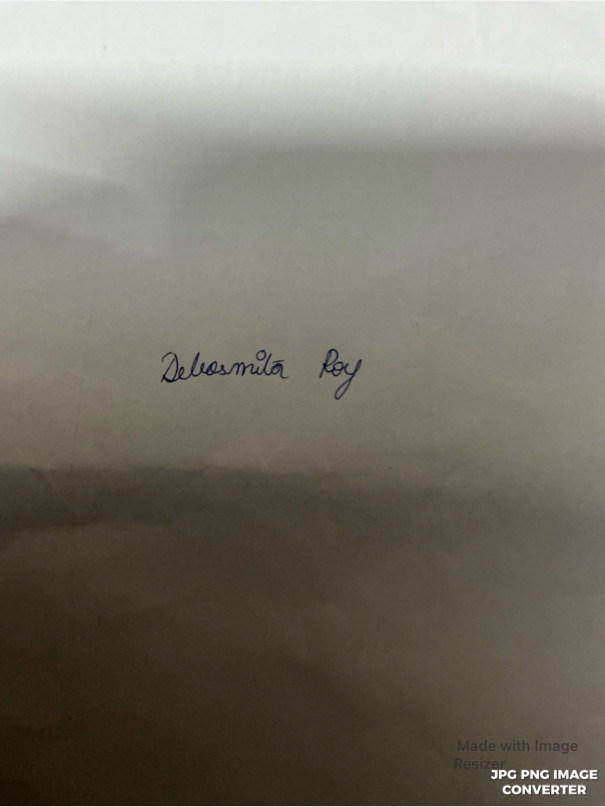 Debasmita Roy
Made with Image
Resizer
JPG PNG IMAGE
CONVERTER